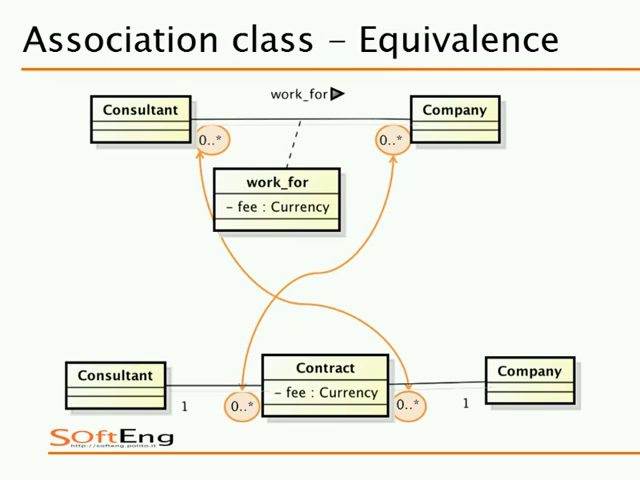 Association class - Equivalence
work_for
Consultant
Company
0..*
0..*
work_for
- fee : Currency
Consultant
Contract
- fee : Currency
Company
1
0..*
0..*
1
SOftEng
http://softeng.polito.it